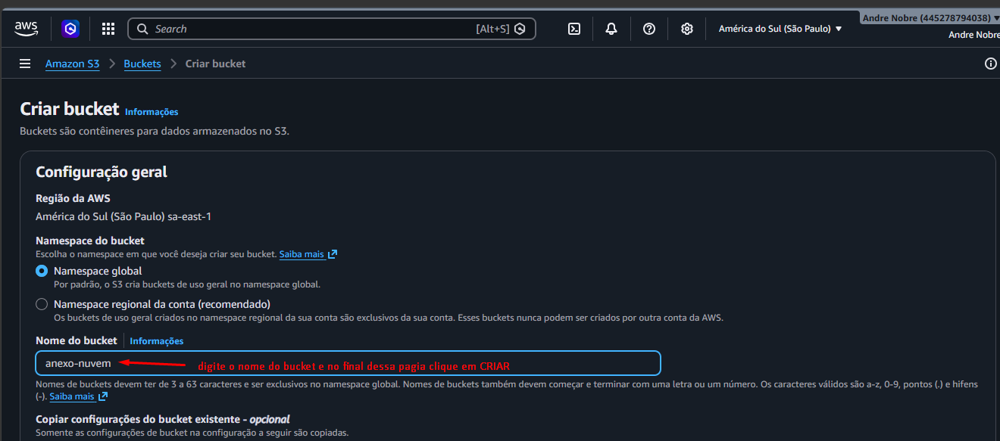 aws
Search
[Alt+S]
América do Sul (São Paulo)
Andre Nobre (445278794038)
Andre Nobre
Amazon S3
Buckets
Criar bucket
Criar bucket
Informações
Buckets são contêineres para dados armazenados no S3.
Configuração geral
Região da AWS
América do Sul (São Paulo) sa-east-1
Namespace do bucket
Escolha o namespace em que você deseja criar seu bucket. Saiba mais
Namespace global
Por padrão, o S3 cria buckets de uso geral no namespace global.
Namespace regional da conta (recomendado)
Os buckets de uso geral criados no namespace regional da sua conta são exclusivos da sua conta. Esses buckets nunca podem ser criados por outra conta da AWS.
Nome do bucket
Informações
anexo-nuvem
digite o nome do bucket e no final dessa pagia clique em CRIAR
Nomes de buckets devem ter de 3 a 63 caracteres e ser exclusivos no namespace global. Nomes de buckets também devem começar e terminar com uma letra ou um número. Os caracteres válidos são a-z, 0-9, pontos (.) e hifens
(-). Saiba mais
Copiar configurações do bucket existente - opcional
Somente as configurações de bucket na configuração a seguir são copiadas.